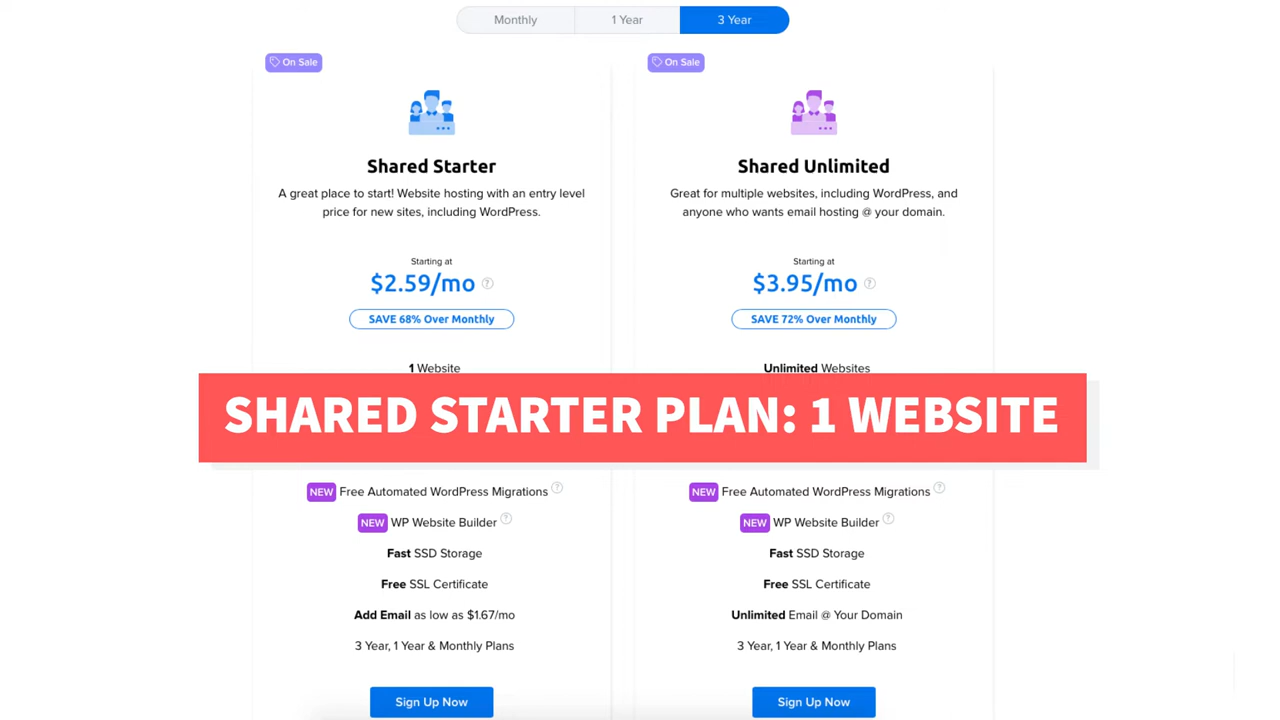 Monthly
1 Year
3 Year
On Sale
Shared Starter
A great place to start! Website hosting with an entry level
price for new sites, including WordPress.
Starting at
$2.59/mo ?
SAVE 68% Over Monthly
1 Website
On Sale
Shared Unlimited
Great for multiple websites, including WordPress, and
anyone who wants email hosting @ your domain.
Starting at
$3.95/mo ?
SAVE 72% Over Monthly
Unlimited Websites
SHARED STARTER PLAN: 1 WEBSITE
NEW Free Automated WordPress Migrations ?
NEW WP Website Builder ?
Fast SSD Storage
Free SSL Certificate
Add Email as low as $1.67/mo
3 Year, 1 Year & Monthly Plans
Sign Up Now
NEW Free Automated WordPress Migrations ?
NEW WP Website Builder ?
Fast SSD Storage
Free SSL Certificate
Unlimited Email @ Your Domain
3 Year, 1 Year & Monthly Plans
Sign Up Now